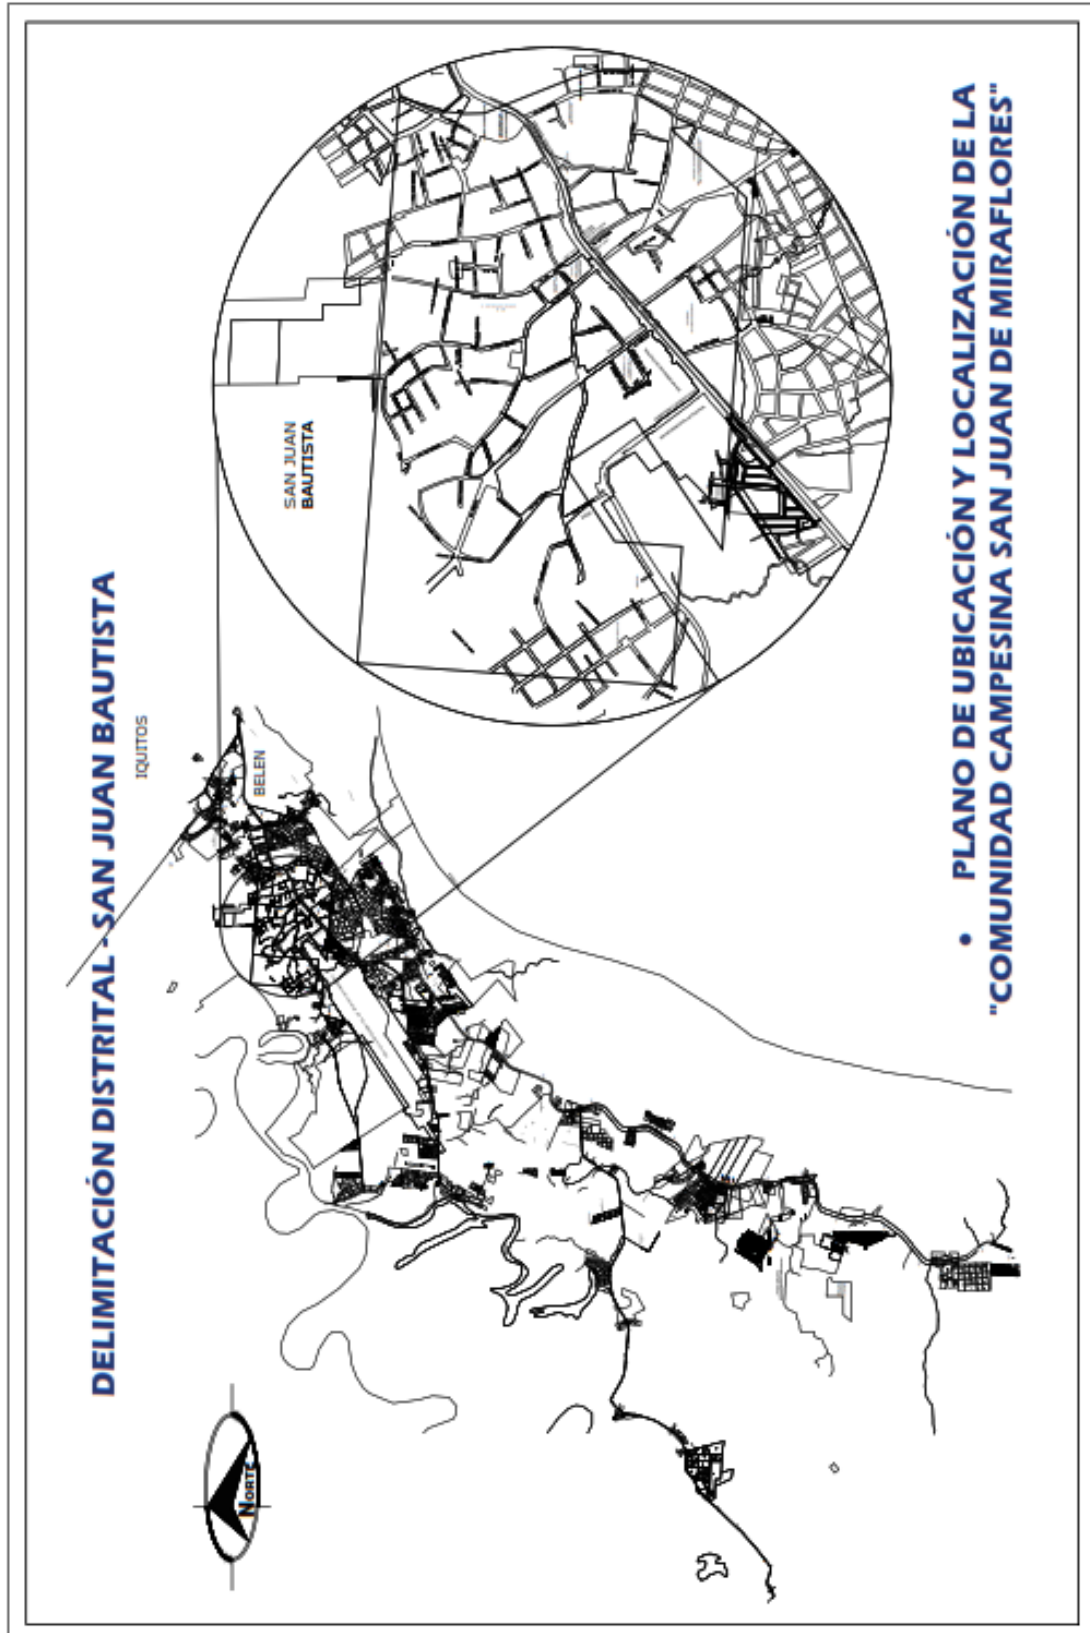 DELIMITACIÓN DISTRITAL - SAN JUAN BAUTISTA
IQUITOS
BELEN
SAN JUAN
BAUTISTA
NORTE
• PLANO DE UBICACIÓN Y LOCALIZACIÓN DE LA
"COMUNIDAD CAMPESINA SAN JUAN DE MIRAFLORES"